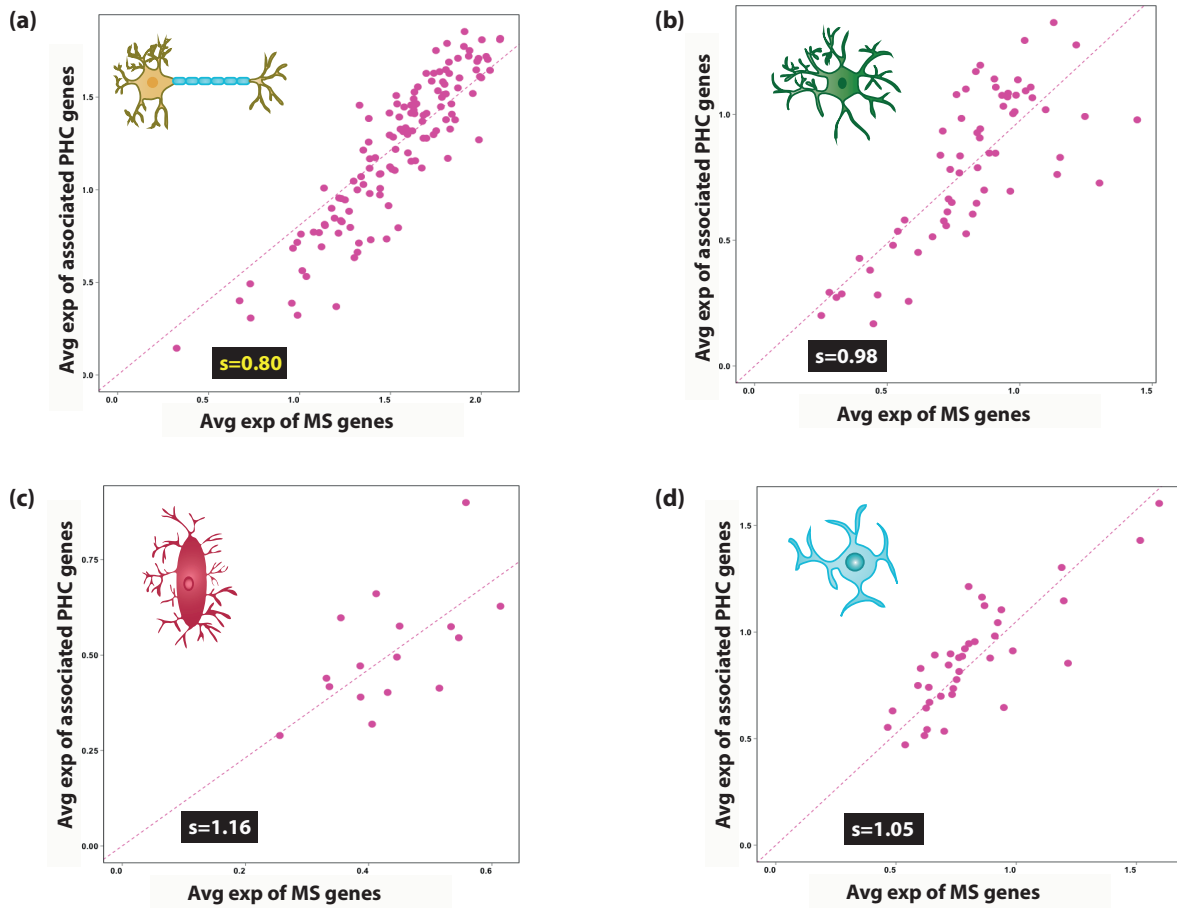 (a)
Avg exp of associated PHC genes
1.5
1.0
0.5
0.0
s=0.80
0.0 0.5 1.0 1.5 2.0
Avg exp of MS genes
(b)
Avg exp of associated PHC genes
1.0
0.5
0.0
s=0.98
0.0 0.5 1.0 1.5
Avg exp of MS genes
(c)
Avg exp of associated PHC genes
0.75
0.50
0.25
0.00
s=1.16
0.0 0.2 0.4 0.6
Avg exp of MS genes
(d)
Avg exp of associated PHC genes
1.5
1.0
0.5
0.0
s=1.05
0.5 1.0 1.5
Avg exp of MS genes